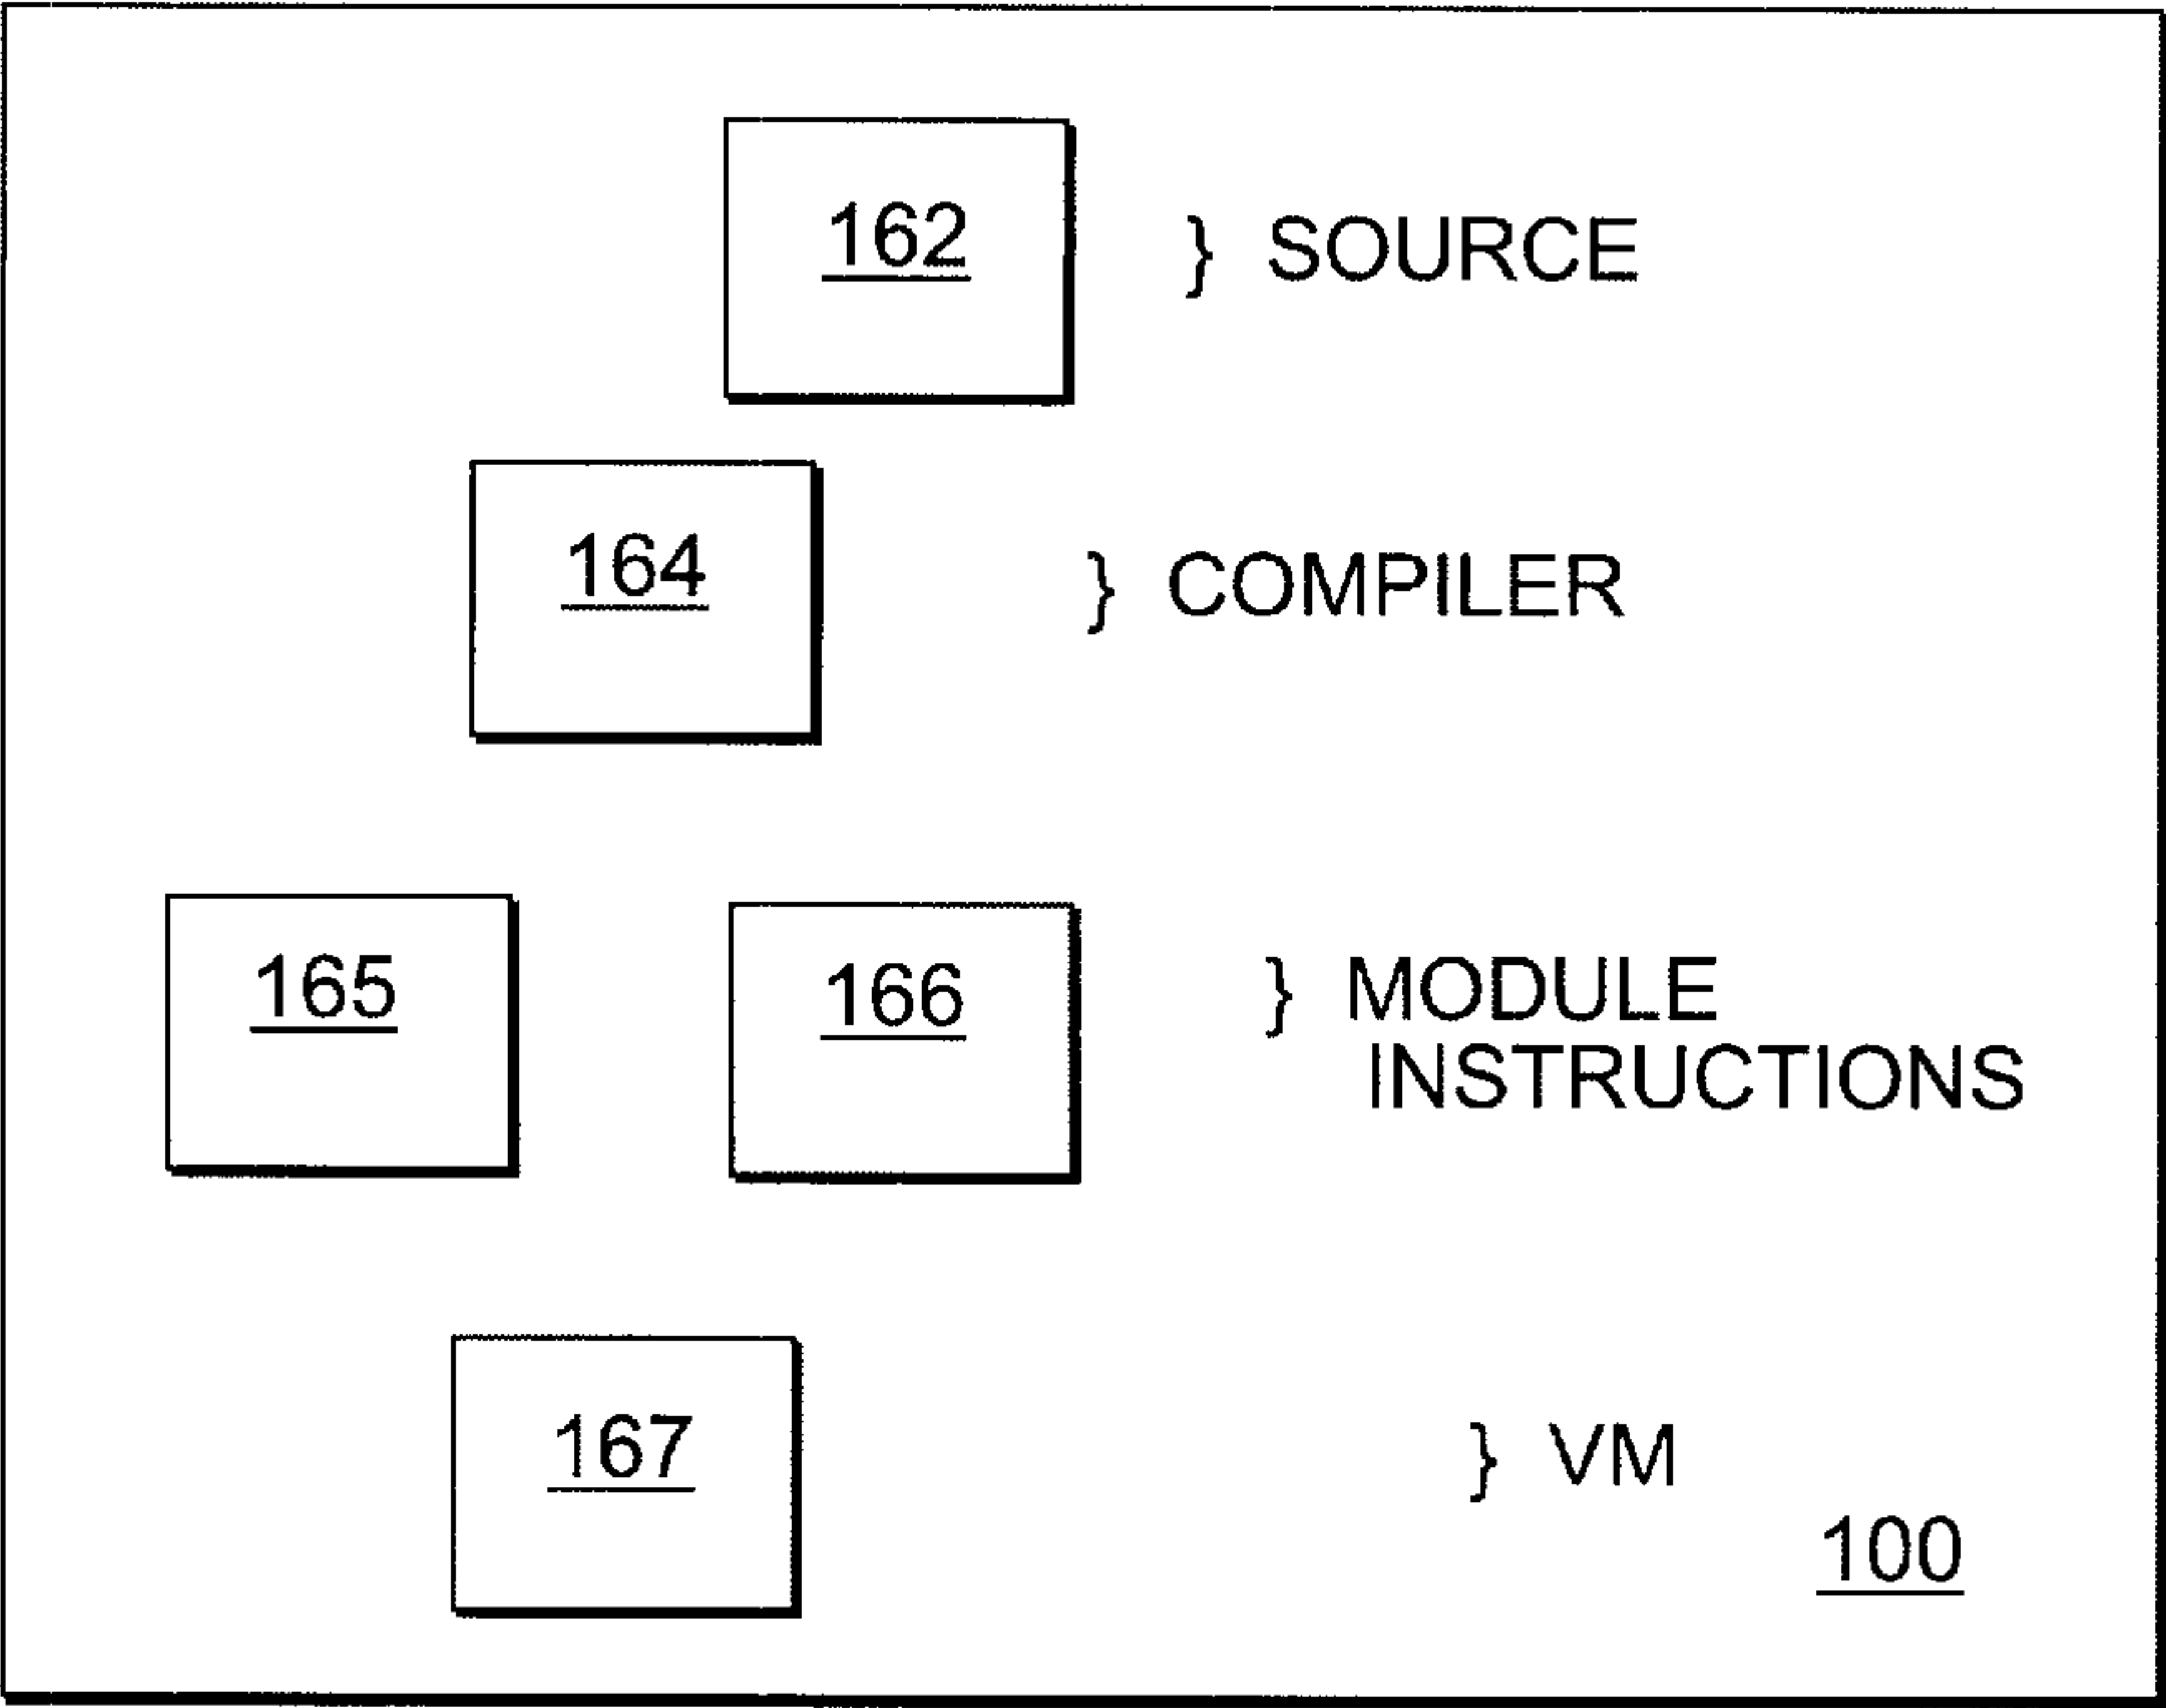 162 } SOURCE
164 } COMPILER
165 166 } MODULE
INSTRUCTIONS
167 } VM
100